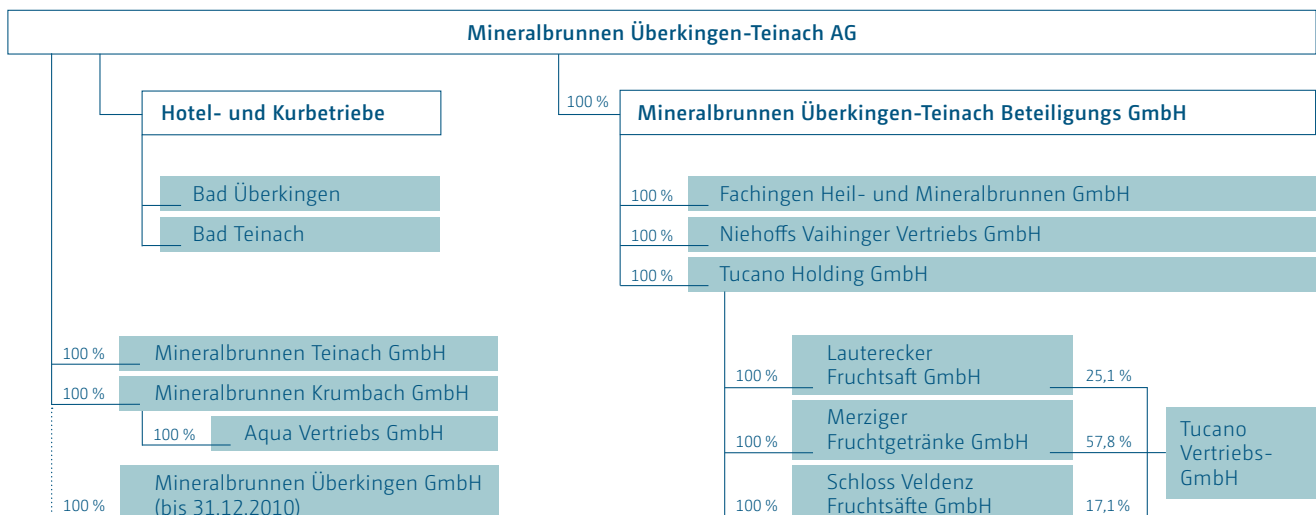 Mineralbrunnen Überkingen-Teinach AG
Hotel- und Kurbetriebe
Bad Überkingen
Bad Teinach
100 %
Mineralbrunnen Teinach GmbH
100 %
Mineralbrunnen Krumbach GmbH
100 %
Aqua Vertriebs GmbH
100 %
Mineralbrunnen Überkingen GmbH
(bis 31.12.2010)
100 %
Mineralbrunnen Überkingen-Teinach Beteiligungs GmbH
100 %
Fachingen Heil- und Mineralbrunnen GmbH
100 %
Niehoffs Vaihinger Vertriebs GmbH
100 %
Tucano Holding GmbH
100 %
Lauterecker
Fruchtsaft GmbH
25,1 %
100 %
Merziger
Fruchtgetränke GmbH
57,8 %
100 %
Schloss Veldenz
Fruchtsäfte GmbH
17,1 %
Tucano
Vertriebs-
GmbH